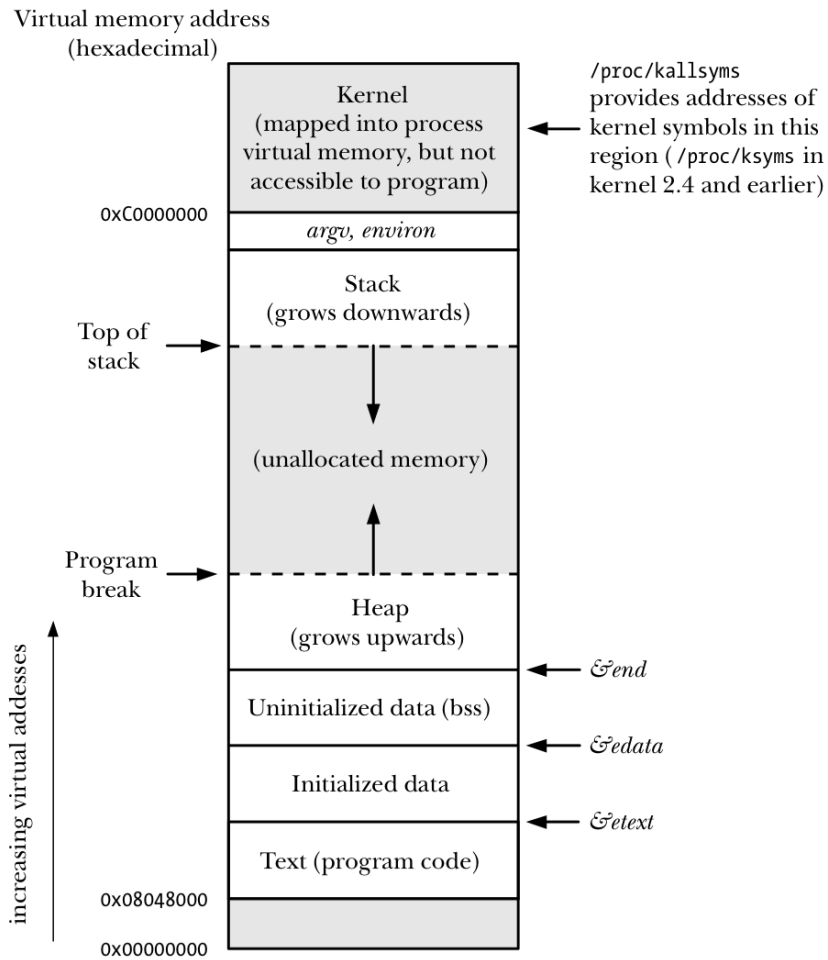 Virtual memory address
(hexadecimal)
Kernel
(mapped into process
virtual memory, but not
accessible to program)
/proc/kallsyms
provides addresses of
kernel symbols in this
region (/proc/ksyms in
kernel 2.4 and earlier)
0xC0000000
argv, environ
Stack
(grows downwards)
Top of
stack
(unallocated memory)
Program
break
Heap
(grows upwards)
&end
Uninitialized data (bss)
&edata
Initialized data
&etext
Text (program code)
0x08048000
0x00000000
increasing virtual addesses